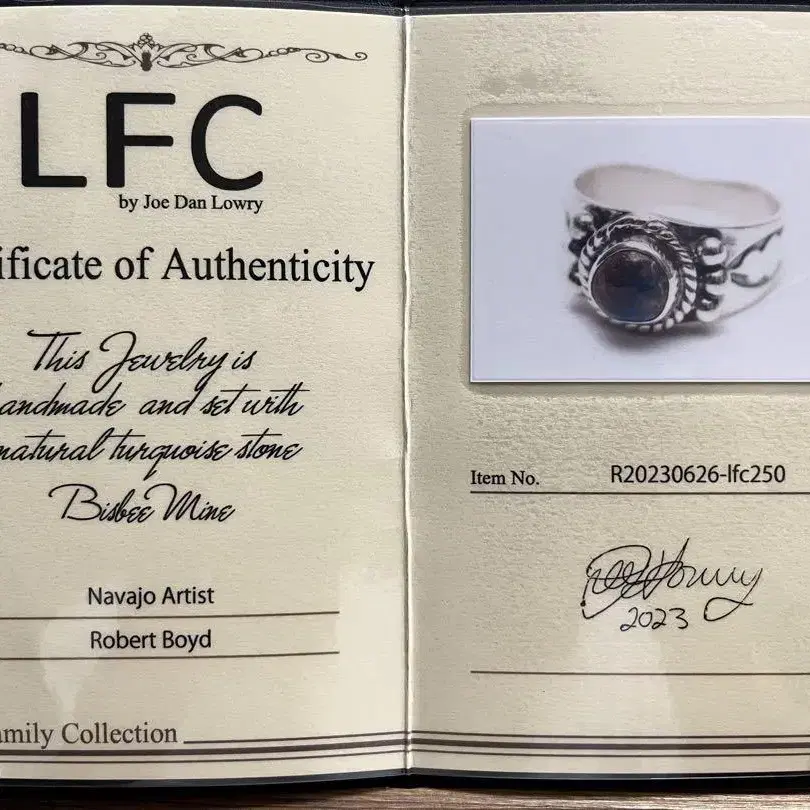 LFC
by Joe Dan Lowry
ificate of Authenticity
This Jewelry is
andmade and set with
natural turquoise stone
Bisbee Mine
Navajo Artist
Robert Boyd
amily Collection
Item No. R20230626-lfc250
2023